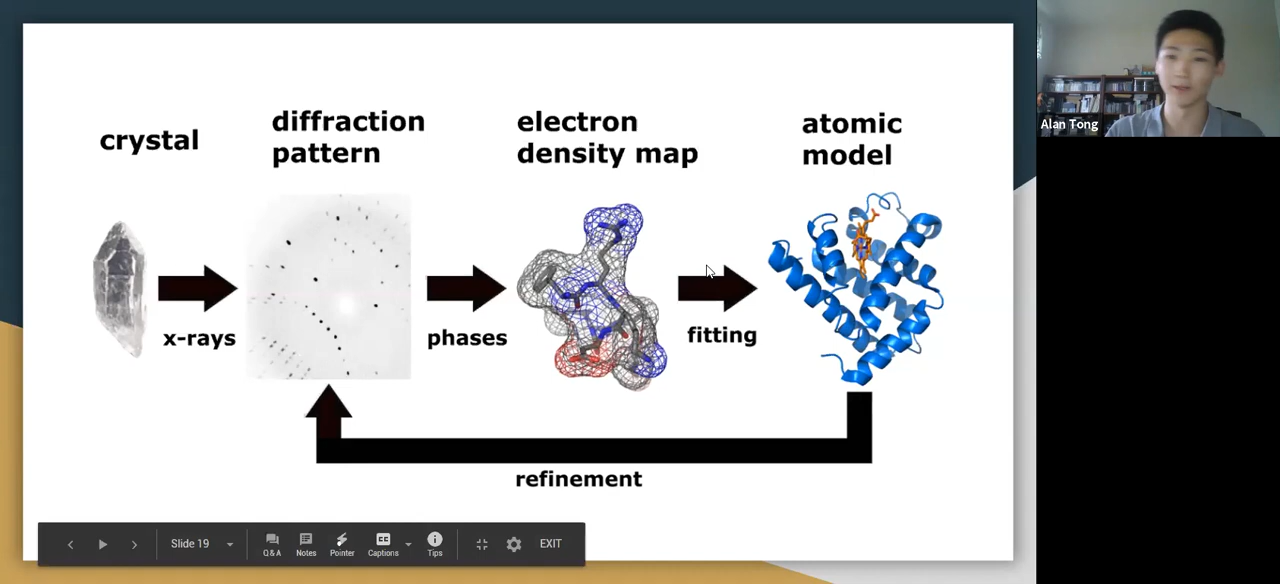 crystal
diffraction
pattern
electron
density map
atomic
model
x-rays
phases
fitting
refinement
Alan Tong
Slide 19
Q&A
Notes
Pointer
Captions
Tips
EXIT